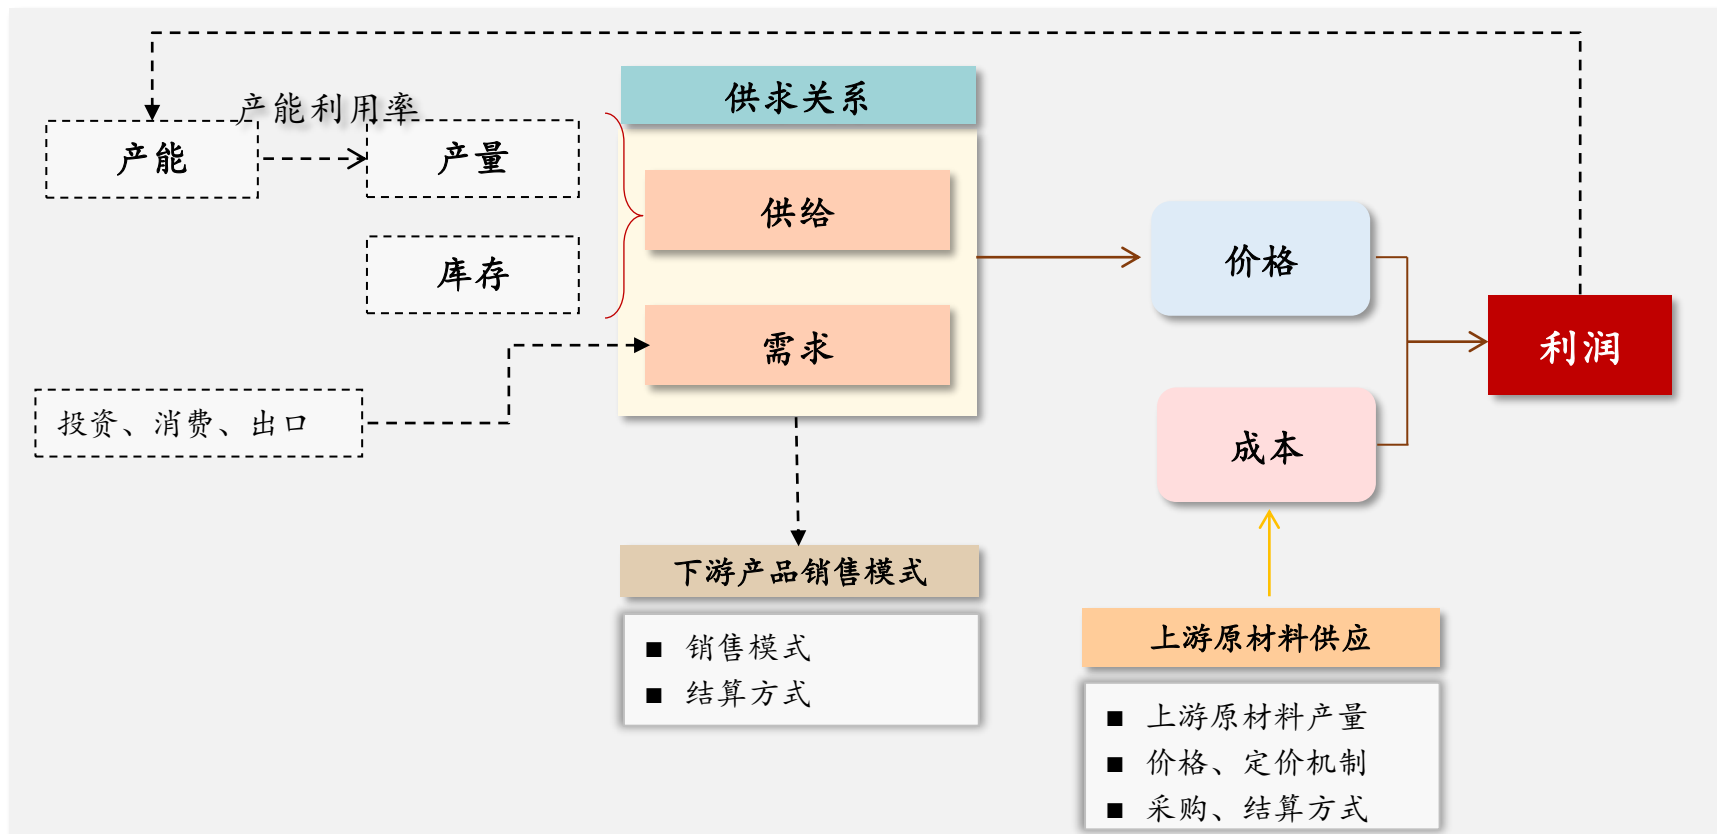 供求关系
产能利用率
产能
产量
供给
库存
价格
需求
利润
投资、消费、出口
成本
下游产品销售模式
■ 销售模式
■ 结算方式
上游原材料供应
■ 上游原材料产量
■ 价格、定价机制
■ 采购、结算方式